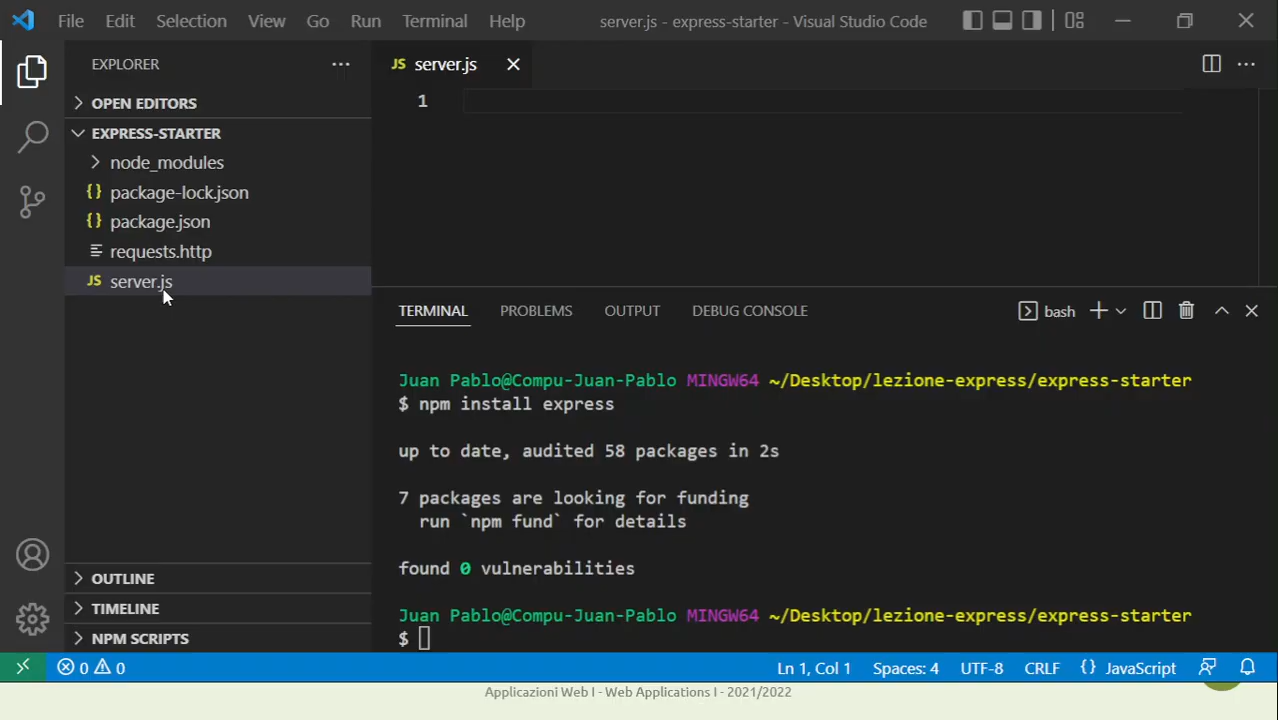 File Edit Selection View Go Run Terminal Help server.js - express-starter - Visual Studio Code
EXPLORER
JS server.js
OPEN EDITORS
1
EXPRESS-STARTER
node_modules
{} package-lock.json
{} package.json
requests.http
JS server.js
TERMINAL PROBLEMS OUTPUT DEBUG CONSOLE bash
Juan Pablo@Compu-Juan-Pablo MINGW64 ~/Desktop/lezione-express/express-starter
$ npm install express
up to date, audited 58 packages in 2s
7 packages are looking for funding
run `npm fund` for details
found 0 vulnerabilities
Juan Pablo@Compu-Juan-Pablo MINGW64 ~/Desktop/lezione-express/express-starter
$
OUTLINE
TIMELINE
NPM SCRIPTS
0 0 Ln 1, Col 1 Spaces: 4 UTF-8 CRLF {} JavaScript
Applicazioni Web I - Web Applications I - 2021/2022